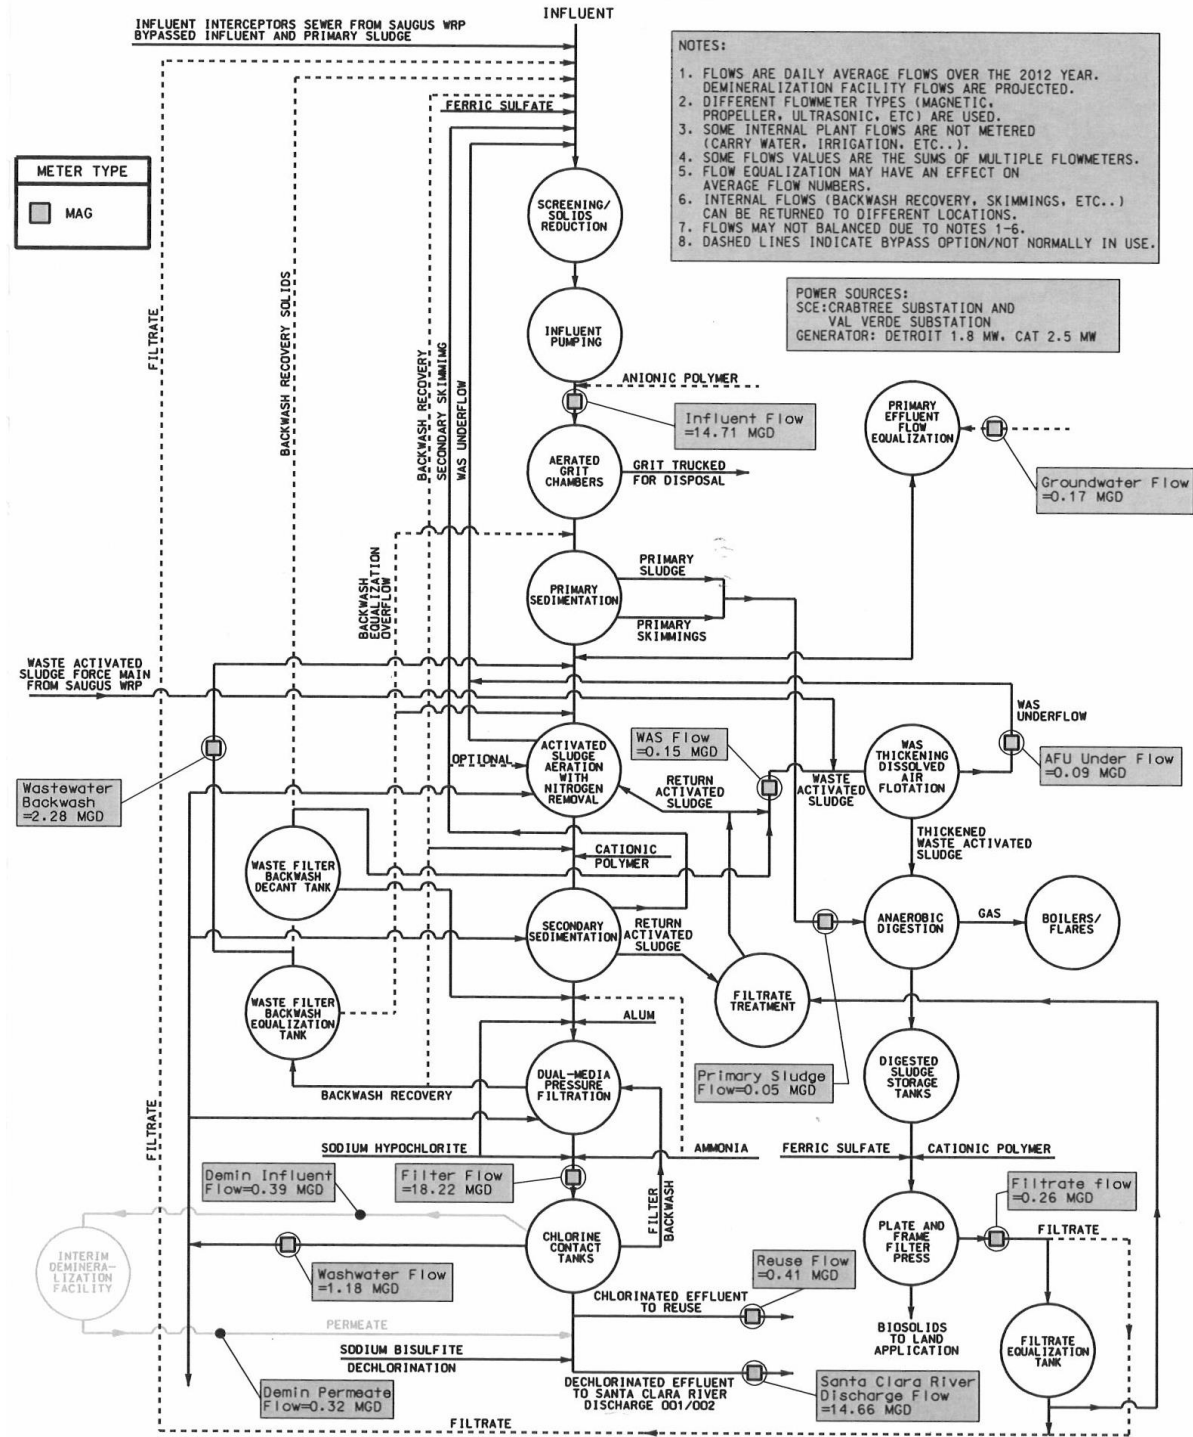 INFLUENT
INFLUENT INTERCEPTORS SEWER FROM SAUGUS WRP
BYPASSED INFLUENT AND PRIMARY SLUDGE
FERRIC SULFATE
NOTES:
1. FLOWS ARE DAILY AVERAGE FLOWS OVER THE 2012 YEAR.
DEMINERALIZATION FACILITY FLOWS ARE PROJECTED.
2. DIFFERENT FLOWMETER TYPES (MAGNETIC,
PROPELLER, ULTRASONIC, ETC) ARE USED.
3. SOME INTERNAL PLANT FLOWS ARE NOT METERED
(CARRY WATER, IRRIGATION, ETC..).
4. SOME FLOWS VALUES ARE THE SUMS OF MULTIPLE FLOWMETERS.
5. FLOW EQUALIZATION MAY HAVE AN EFFECT ON
AVERAGE FLOW NUMBERS.
6. INTERNAL FLOWS (BACKWASH RECOVERY, SKIMMINGS, ETC..)
CAN BE RETURNED TO DIFFERENT LOCATIONS.
7. FLOWS MAY NOT BALANCED DUE TO NOTES 1-6.
8. DASHED LINES INDICATE BYPASS OPTION/NOT NORMALLY IN USE.
METER TYPE
MAG
SCREENING/
SOLIDS
REDUCTION
POWER SOURCES:
SCE:CRABTREE SUBSTATION AND
VAL VERDE SUBSTATION
GENERATOR: DETROIT 1.8 MW, CAT 2.5 MW
FILTRATE
BACKWASH RECOVERY SOLIDS
BACKWASH RECOVERY
SECONDARY SKIMMIMG
WAS UNDERFLOW
INFLUENT
PUMPING
ANIONIC POLYMER
Influent Flow
=14.71 MGD
PRIMARY
EFFLUENT
FLOW
EQUALIZATION
AERATED
GRIT
CHAMBERS
GRIT TRUCKED
FOR DISPOSAL
Groundwater Flow
=0.17 MGD
BACKWASH
EQUALIZATION
OVERFLOW
PRIMARY
SEDIMENTATION
PRIMARY
SLUDGE
PRIMARY
SKIMMINGS
WASTE ACTIVATED
SLUDGE FORCE MAIN
FROM SAUGUS WRP
WAS
UNDERFLOW
Wastewater
Backwash
=2.28 MGD
OPTIONAL
ACTIVATED
SLUDGE
AERATION
WITH
NITROGEN
REMOVAL
WAS Flow
=0.15 MGD
RETURN
ACTIVATED
SLUDGE
WASTE
ACTIVATED
SLUDGE
WAS
THICKENING
DISSOLVED
AIR
FLOTATION
AFU Under Flow
=0.09 MGD
THICKENED
WASTE ACTIVATED
SLUDGE
CATIONIC
POLYMER
WASTE FILTER
BACKWASH
DECANT TANK
SECONDARY
SEDIMENTATION
RETURN
ACTIVATED
SLUDGE
ANAEROBIC
DIGESTION
GAS
BOILERS/
FLARES
WASTE FILTER
BACKWASH
EQUALIZATION
TANK
FILTRATE
TREATMENT
ALUM
DUAL-MEDIA
PRESSURE
FILTRATION
BACKWASH RECOVERY
Primary Sludge
Flow=0.05 MGD
DIGESTED
SLUDGE
STORAGE
TANKS
FILTRATE
SODIUM HYPOCHLORITE
AMMONIA
FERRIC SULFATE
CATIONIC POLYMER
Demin Influent
Flow=0.39 MGD
Filter Flow
=18.22 MGD
FILTER
BACKWASH
Filtrate flow
=0.26 MGD
CHLORINE
CONTACT
TANKS
PLATE AND
FRAME
FILTER
PRESS
FILTRATE
INTERIM
DEMINERA-
LIZATION
FACILITY
Washwater Flow
=1.18 MGD
Reuse Flow
=0.41 MGD
CHLORINATED EFFLUENT
TO REUSE
PERMEATE
BIOSOLIDS
TO LAND
APPLICATION
FILTRATE
EQUALIZATION
TANK
SODIUM BISULFITE
DECHLORINATION
Demin Permeate
Flow=0.32 MGD
DECHLORINATED EFFLUENT
TO SANTA CLARA RIVER
DISCHARGE 001/002
Santa Clara River
Discharge Flow
=14.66 MGD
FILTRATE